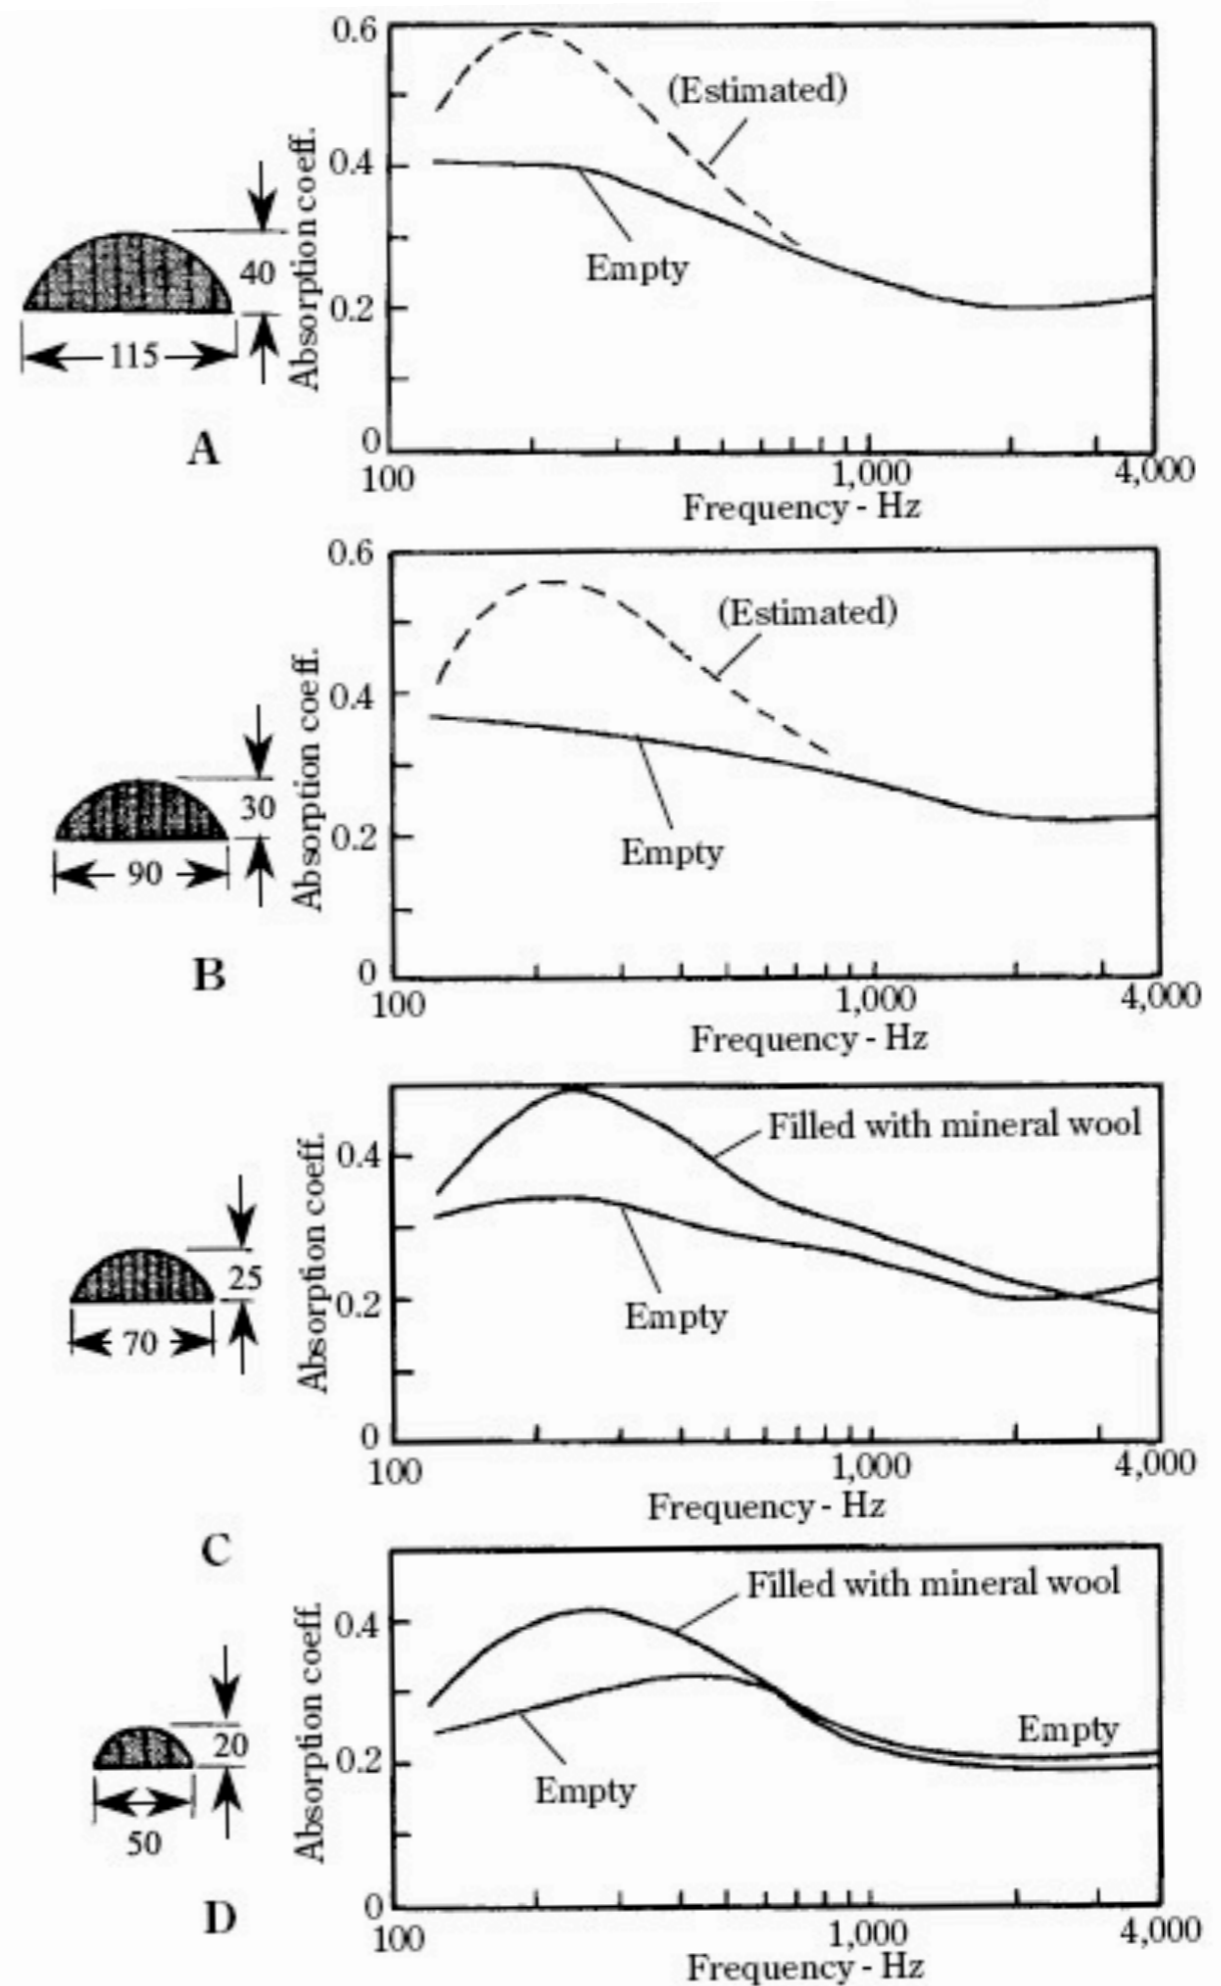 0.6
(Estimated)
0.4
Absorption coeff.
40
Empty
0.2
115
A
0
100
1,000
4,000
Frequency - Hz
0.6
(Estimated)
0.4
Absorption coeff.
30
Empty
0.2
90
B
0
100
1,000
4,000
Frequency - Hz
Filled with mineral wool
0.4
Absorption coeff.
25
Empty
0.2
70
0
100
1,000
4,000
Frequency - Hz
C
Filled with mineral wool
0.4
Absorption coeff.
20
Empty
0.2
Empty
50
D
0
100
1,000
4,000
Frequency - Hz